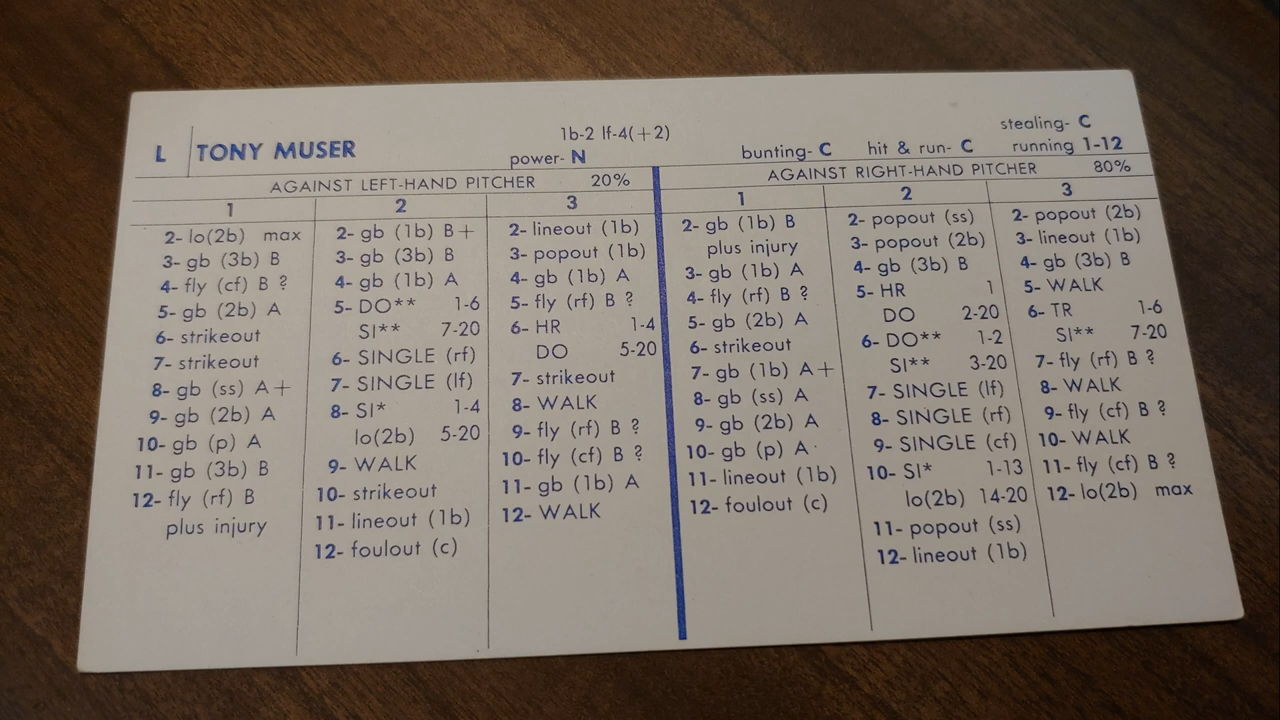 1b-2 lf-4(+2)
stealing- C
L TONY MUSER
power- N
bunting- C hit & run- C running 1-12
AGAINST LEFT-HAND PITCHER 20%
1 2 3
2- lo(2b) max
3- gb (3b) B
4- fly (cf) B ?
5- gb (2b) A
6- strikeout
7- strikeout
8- gb (ss) A+
9- gb (2b) A
10- gb (p) A
11- gb (3b) B
12- fly (rf) B
plus injury
2- gb (1b) B+
3- gb (3b) B
4- gb (1b) A
5- DO** 1-6
SI** 7-20
6- SINGLE (rf)
7- SINGLE (lf)
8- SI* 1-4
lo(2b) 5-20
9- WALK
10- strikeout
11- lineout (1b)
12- foulout (c)
2- lineout (1b)
3- popout (1b)
4- gb (1b) A
5- fly (rf) B ?
6- HR 1-4
DO 5-20
7- strikeout
8- WALK
9- fly (rf) B ?
10- fly (cf) B ?
11- gb (1b) A
12- WALK
AGAINST RIGHT-HAND PITCHER 80%
1 2 3
2- gb (1b) B
plus injury
3- gb (1b) A
4- fly (rf) B ?
5- gb (2b) A
6- strikeout
7- gb (1b) A+
8- gb (ss) A
9- gb (2b) A
10- gb (p) A
11- lineout (1b)
12- foulout (c)
2- popout (ss)
3- popout (2b)
4- gb (3b) B
5- HR 1
DO 2-20
6- DO** 1-2
SI** 3-20
7- SINGLE (lf)
8- SINGLE (rf)
9- SINGLE (cf)
10- SI* 1-13
lo(2b) 14-20
11- popout (ss)
12- lineout (1b)
2- popout (2b)
3- lineout (1b)
4- gb (3b) B
5- WALK
6- TR 1-6
SI** 7-20
7- fly (rf) B ?
8- WALK
9- fly (cf) B ?
10- WALK
11- fly (cf) B ?
12- lo(2b) max